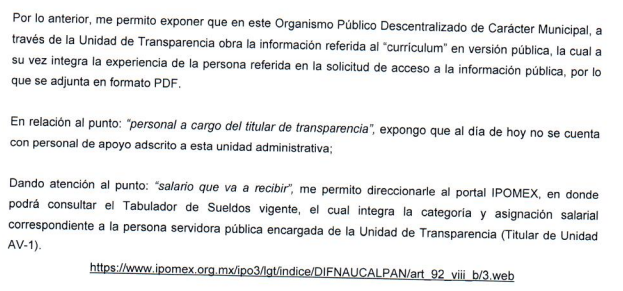 Por lo anterior, me permito exponer que en este Organismo Público Descentralizado de Carácter Municipal, a
través de la Unidad de Transparencia obra la información referida al “currículum” en versión pública, la cual a
su vez integra la experiencia de la persona referida en la solicitud de acceso a la información pública, por lo
que se adjunta en formato PDF.
En relación al punto: “personal a cargo del titular de transparencia”, expongo que al día de hoy no se cuenta
con personal de apoyo adscrito a esta unidad administrativa;
Dando atención al punto: “salario que va a recibir”, me permito direccionarle al portal IPOMEX, en donde
podrá consultar el Tabulador de Sueldos vigente, el cual integra la categoría y asignación salarial
correspondiente a la persona servidora pública encargada de la Unidad de Transparencia (Titular de Unidad
AV-1).
https://www.ipomex.org.mx/ipo3/lgt/indice/DIFNAUCALPAN/art_92_viii_b/3.web